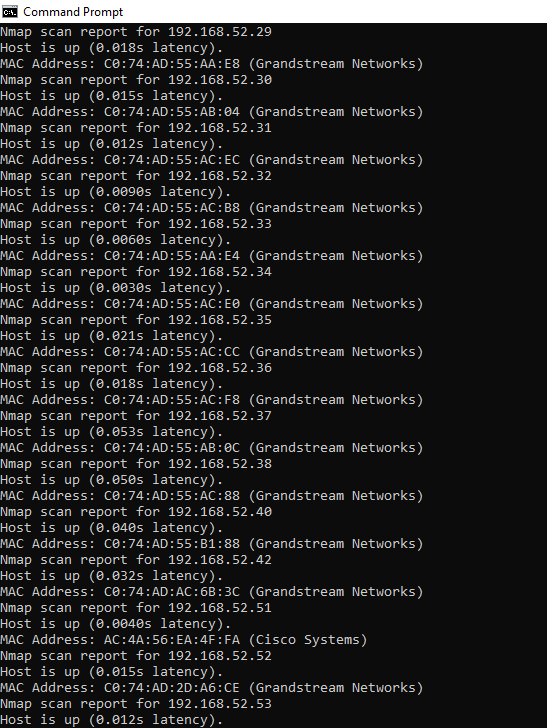 Command Prompt
Nmap scan report for 192.168.52.29
Host is up (0.018s latency).
MAC Address: C0:74:AD:55:AA:E8 (Grandstream Networks)
Nmap scan report for 192.168.52.30
Host is up (0.015s latency).
MAC Address: C0:74:AD:55:AB:04 (Grandstream Networks)
Nmap scan report for 192.168.52.31
Host is up (0.012s latency).
MAC Address: C0:74:AD:55:AC:EC (Grandstream Networks)
Nmap scan report for 192.168.52.32
Host is up (0.0090s latency).
MAC Address: C0:74:AD:55:AC:B8 (Grandstream Networks)
Nmap scan report for 192.168.52.33
Host is up (0.0060s latency).
MAC Address: C0:74:AD:55:AA:E4 (Grandstream Networks)
Nmap scan report for 192.168.52.34
Host is up (0.0030s latency).
MAC Address: C0:74:AD:55:AC:E0 (Grandstream Networks)
Nmap scan report for 192.168.52.35
Host is up (0.021s latency).
MAC Address: C0:74:AD:55:AC:CC (Grandstream Networks)
Nmap scan report for 192.168.52.36
Host is up (0.018s latency).
MAC Address: C0:74:AD:55:AC:F8 (Grandstream Networks)
Nmap scan report for 192.168.52.37
Host is up (0.053s latency).
MAC Address: C0:74:AD:55:AB:0C (Grandstream Networks)
Nmap scan report for 192.168.52.38
Host is up (0.050s latency).
MAC Address: C0:74:AD:55:AC:88 (Grandstream Networks)
Nmap scan report for 192.168.52.40
Host is up (0.040s latency).
MAC Address: C0:74:AD:55:B1:88 (Grandstream Networks)
Nmap scan report for 192.168.52.42
Host is up (0.032s latency).
MAC Address: C0:74:AD:AC:6B:3C (Grandstream Networks)
Nmap scan report for 192.168.52.51
Host is up (0.0040s latency).
MAC Address: AC:4A:56:EA:4F:FA (Cisco Systems)
Nmap scan report for 192.168.52.52
Host is up (0.015s latency).
MAC Address: C0:74:AD:2D:A6:CE (Grandstream Networks)
Nmap scan report for 192.168.52.53
Host is up (0.012s latency).